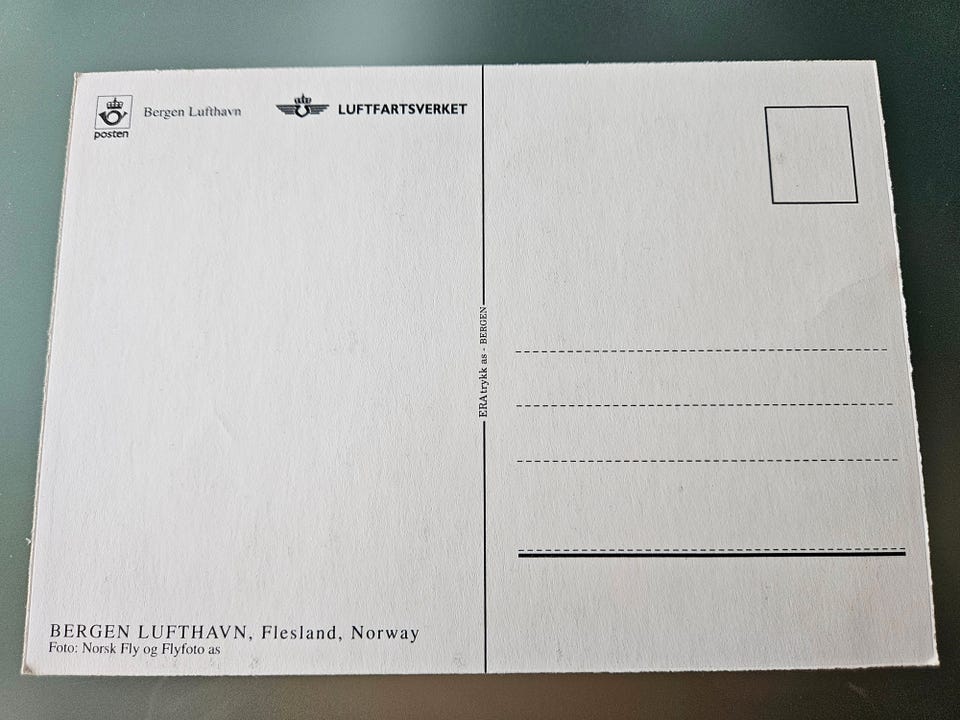 posten
Bergen Lufthavn
LUFTFARTSVERKET
ERAtrykk as - BERGEN
BERGEN LUFTHAVN, Flesland, Norway
Foto: Norsk Fly og Flyfoto as